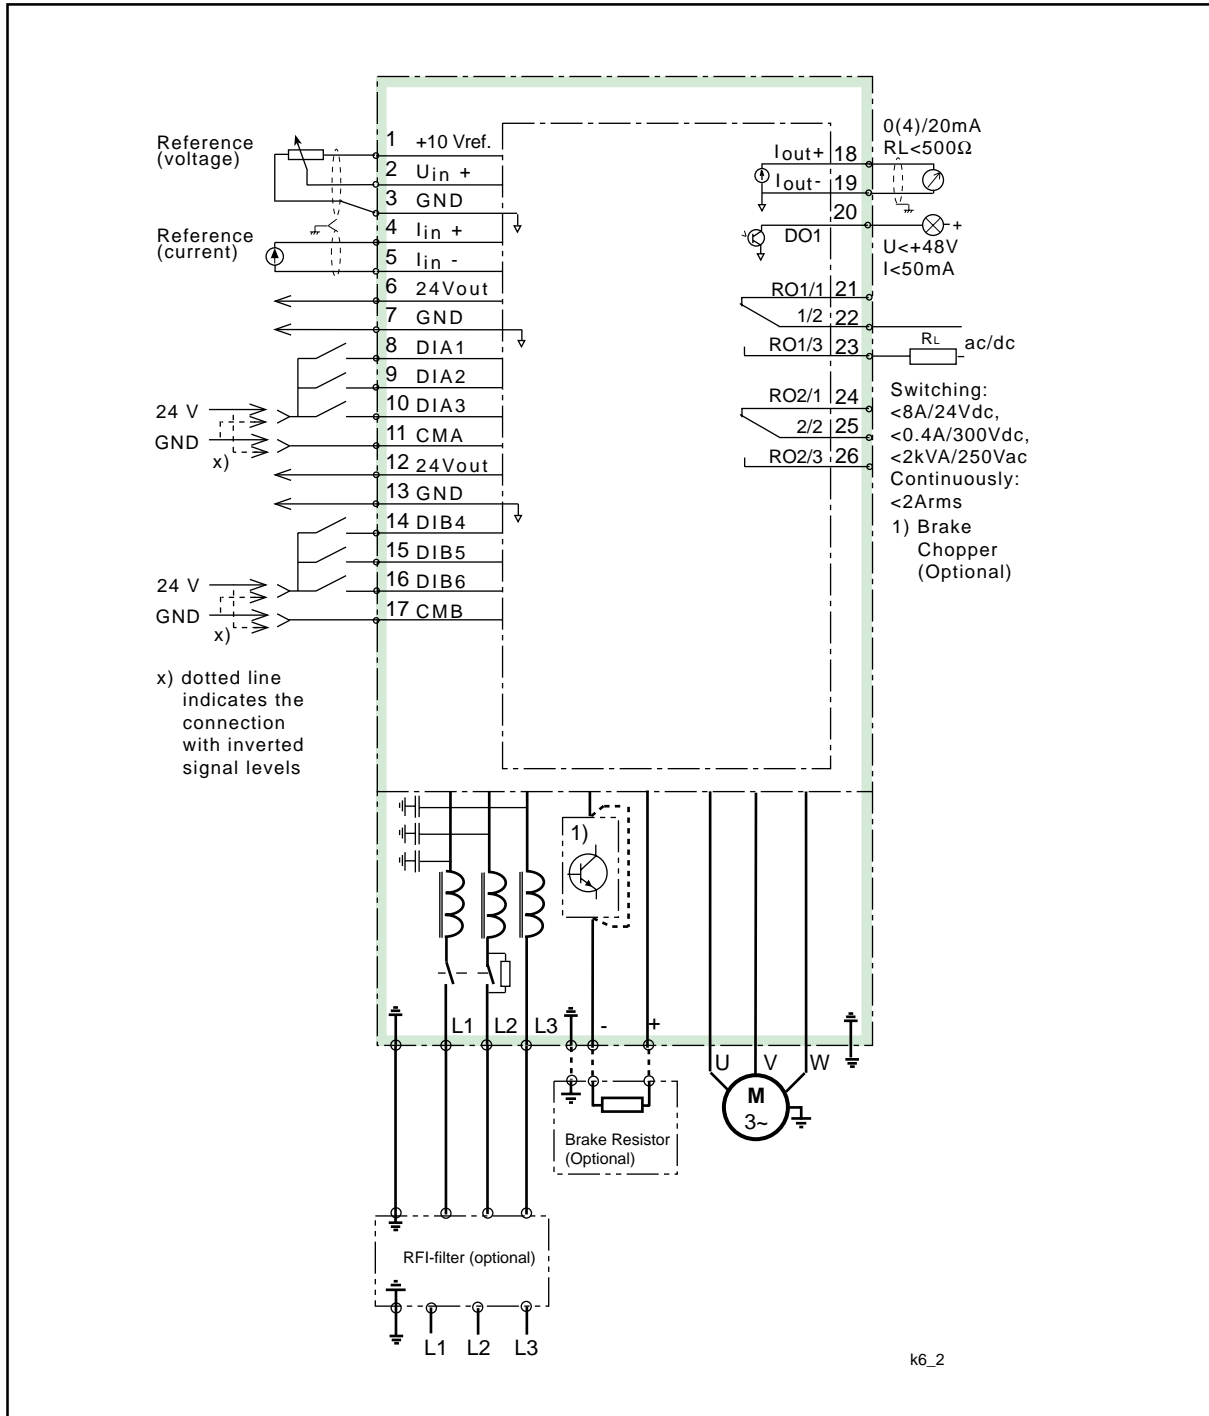 Reference
(voltage)
1 +10 Vref.
2 Uin +
3 GND
Reference
(current)
4 Iin +
5 Iin -
6 24Vout
7 GND
8 DIA1
9 DIA2
10 DIA3
11 CMA
24 V
GND
x)
12 24Vout
13 GND
14 DIB4
15 DIB5
16 DIB6
17 CMB
24 V
GND
x)
x) dotted line
indicates the
connection
with inverted
signal levels
Iout+ 18
Iout- 19
20
DO1
RO1/1 21
1/2 22
RO1/3 23
RO2/1 24
2/2 25
RO2/3 26
0(4)/20mA
RL<500Ω
+
U<+48V
I<50mA
RL
ac/dc
Switching:
<8A/24Vdc,
<0.4A/300Vdc,
<2kVA/250Vac
Continuously:
<2Arms
1) Brake
Chopper
(Optional)
1)
L1 L2 L3 - +
U V W
M
3~
Brake Resistor
(Optional)
RFI-filter (optional)
L1 L2 L3
k6_2